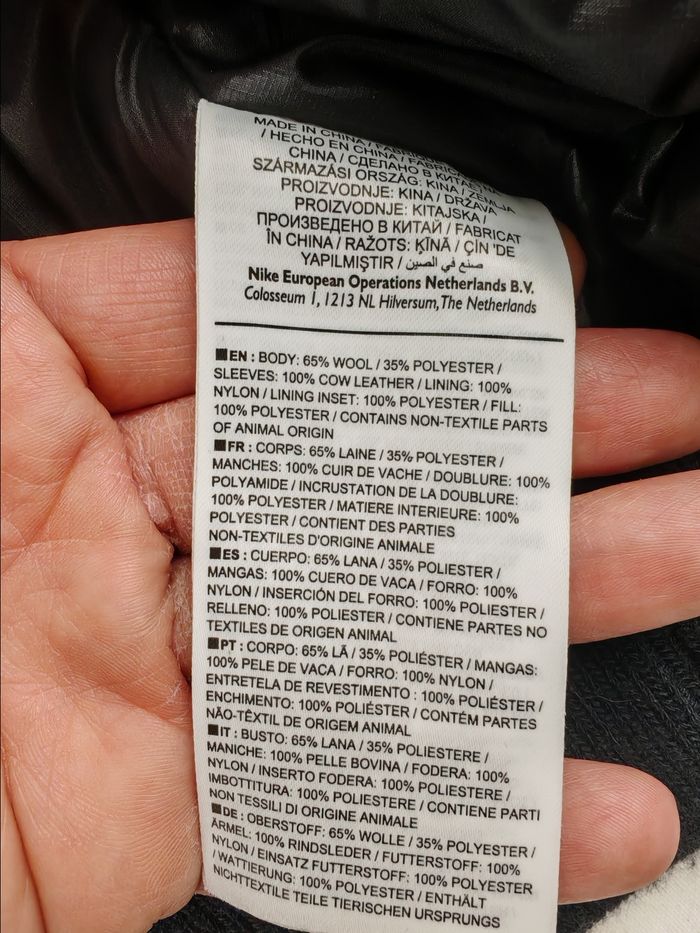 MADE IN CHINA /
/ HECHO EN CHINA /
CHINA / СДЕЛАНО В
SZÁRMAZÁSI ORSZÁG: KINA / ZEMLJA
PROIZVODNJE: KINA / DRŽAVA
PROIZVODNJE: KITAJSKA /
ПРОИЗВЕДЕНО В КИТАЙ / FABRICAT
ÎN CHINA / RAŽOTS: ĶĪNĀ / ÇİN 'DE
YAPILMIŞTIR / صنع في الصين
Nike European Operations Netherlands B.V.
Colosseum 1, 1213 NL Hilversum, The Netherlands
■EN : BODY: 65% WOOL / 35% POLYESTER /
SLEEVES: 100% COW LEATHER / LINING: 100%
NYLON / LINING INSET: 100% POLYESTER / FILL:
100% POLYESTER / CONTAINS NON-TEXTILE PARTS
OF ANIMAL ORIGIN
■FR : CORPS: 65% LAINE / 35% POLYESTER /
MANCHES: 100% CUIR DE VACHE / DOUBLURE: 100%
POLYAMIDE / INCRUSTATION DE LA DOUBLURE:
100% POLYESTER / MATIERE INTERIEURE: 100%
POLYESTER / CONTIENT DES PARTIES
NON-TEXTILES D'ORIGINE ANIMALE
■ES : CUERPO: 65% LANA / 35% POLIESTER /
MANGAS: 100% CUERO DE VACA / FORRO: 100%
NYLON / INSERCIÓN DEL FORRO: 100% POLIESTER /
RELLENO: 100% POLIESTER / CONTIENE PARTES NO
TEXTILES DE ORIGEN ANIMAL
■PT : CORPO: 65% LÃ / 35% POLIÉSTER / MANGAS:
100% PELE DE VACA / FORRO: 100% NYLON /
ENTRETELA DE REVESTIMENTO : 100% POLIÉSTER /
ENCHIMENTO: 100% POLIÉSTER / CONTÉM PARTES
NÃO-TÊXTIL DE ORIGEM ANIMAL
■IT : BUSTO: 65% LANA / 35% POLIESTERE /
MANICHE: 100% PELLE BOVINA / FODERA: 100%
NYLON / INSERTO FODERA: 100% POLIESTERE /
IMBOTTITURA: 100% POLIESTERE / CONTIENE PARTI
NON TESSILI DI ORIGINE ANIMALE
■DE : OBERSTOFF: 65% WOLLE / 35% POLYESTER /
ÄRMEL: 100% RINDSLEDER / FUTTERSTOFF: 100%
NYLON / EINSATZ FUTTERSTOFF: 100% POLYESTER
/ WATTIERUNG: 100% POLYESTER / ENTHÄLT
NICHTTEXTILE TEILE TIERISCHEN URSPRUNGS